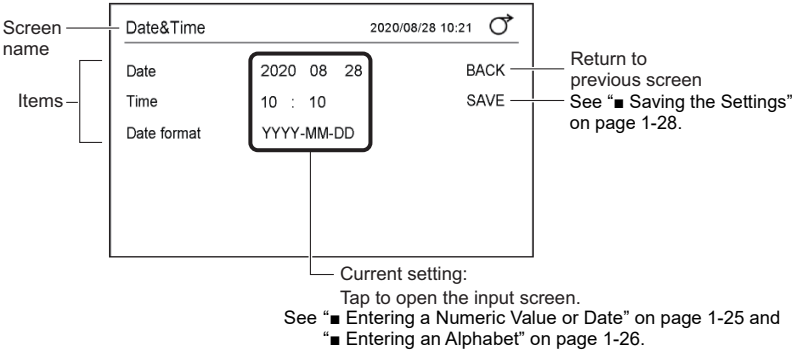 Screen name
Date&Time
2020/08/28 10:21
Items
Date
2020 08 28
BACK
Return to
previous screen
Time
10 : 10
SAVE
See “■ Saving the Settings”
on page 1-28.
Date format
YYYY-MM-DD
Current setting:
Tap to open the input screen.
See “■ Entering a Numeric Value or Date” on page 1-25 and
“■ Entering an Alphabet” on page 1-26.